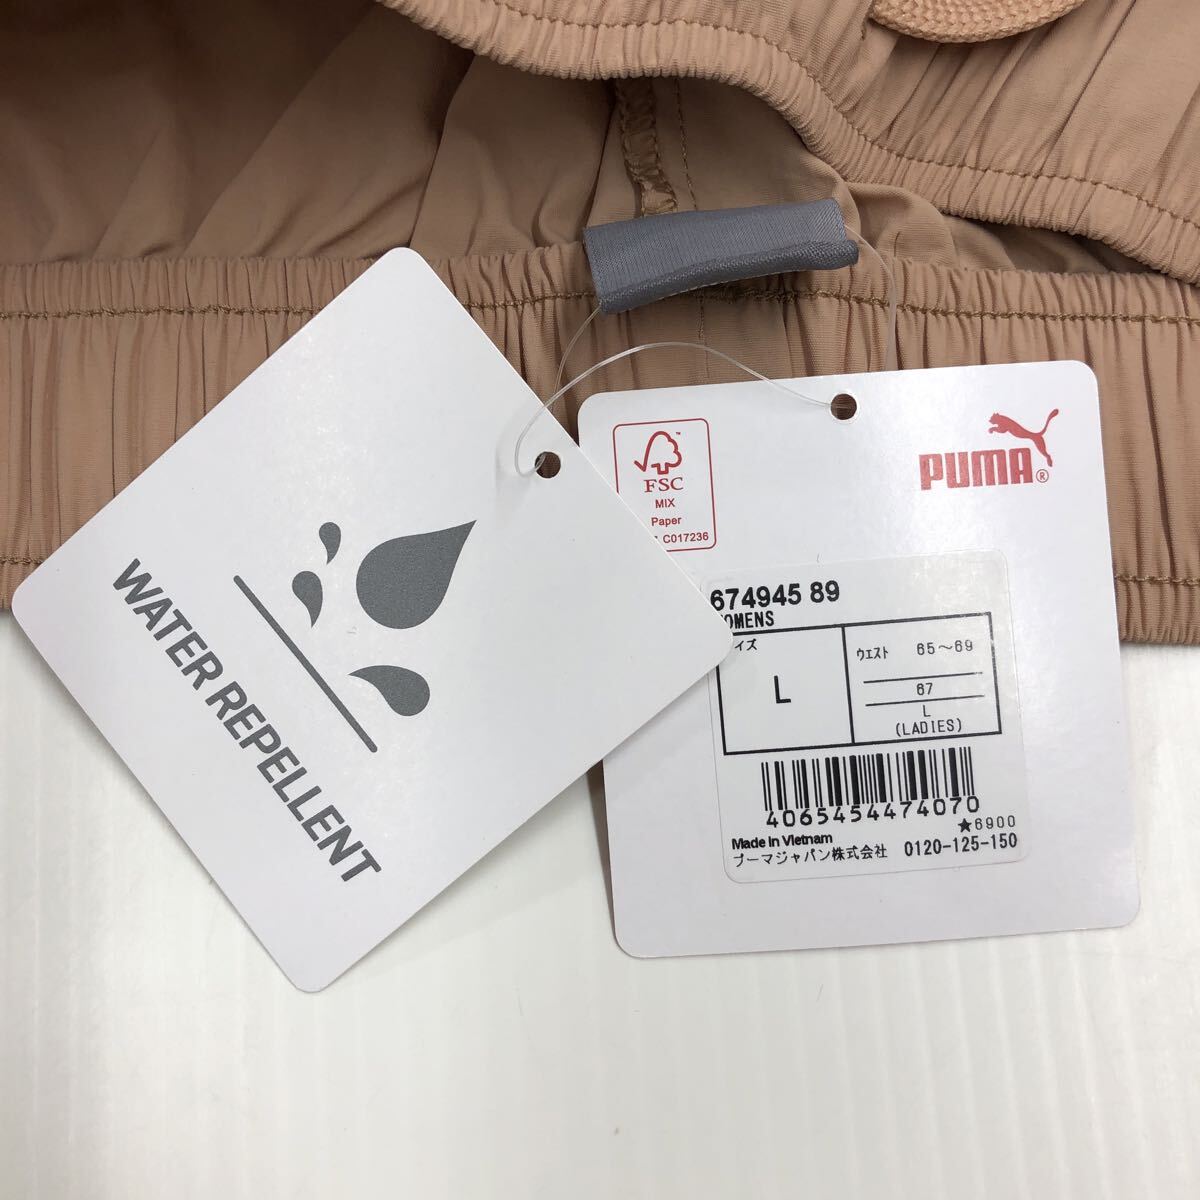 WATER REPELLENT
FSC
MIX
Paper
C017236
PUMA®
674945 89
サイズ
L
ウエスト 65～69
67
L
(LADIES)
4065454474070
★6900
Made in Vietnam
プーマジャパン株式会社 0120-125-150